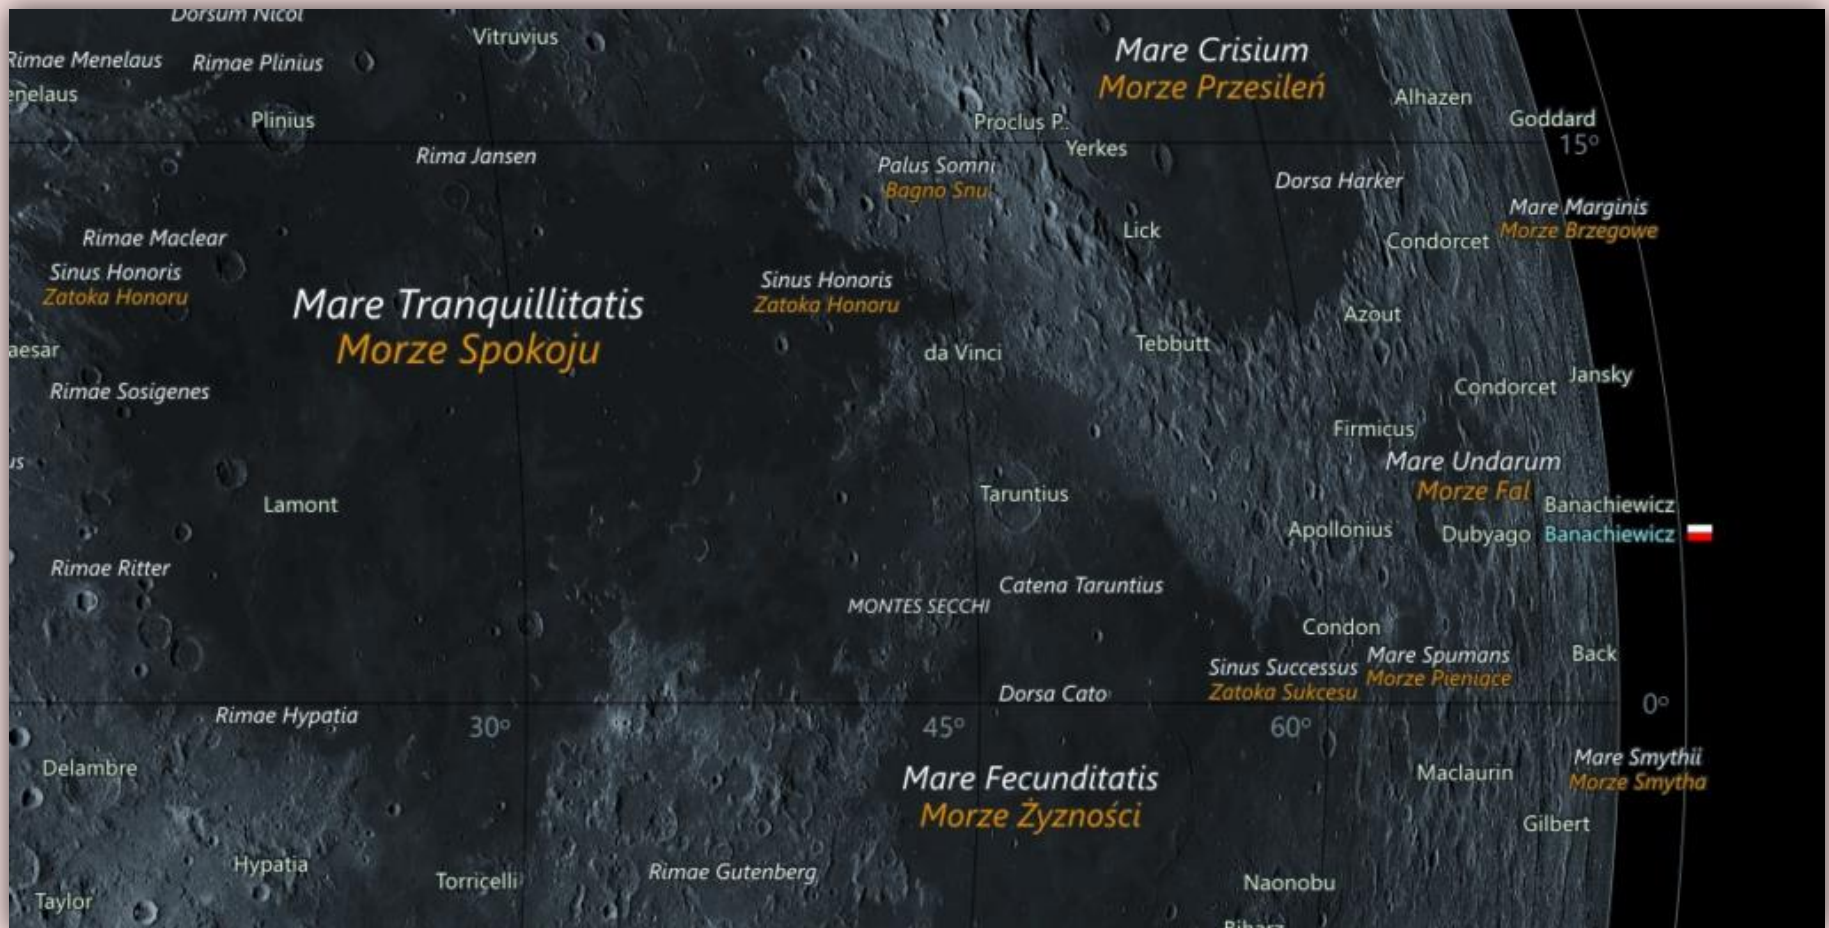 Dorsum Nicol
Vitruvius
Mare Crisium
Morze Przesileń
Rimae Menelaus
Rimae Plinius
enelaus
Alhazen
Plinius
Proclus P.
Goddard
15°
Yerkes
Rima Jansen
Palus Somni
Bagno Snu
Dorsa Harker
Mare Marginis
Morze Brzegowe
Lick
Condorcet
Rimae Maclear
Sinus Honoris
Zatoka Honoru
Sinus Honoris
Zatoka Honoru
Mare Tranquillitatis
Morze Spokoju
Azout
Tebbutt
da Vinci
aesar
Jansky
Condorcet
Rimae Sosigenes
Firmicus
us
Mare Undarum
Morze Fal
Taruntius
Lamont
Banachiewicz
Apollonius
Dubyago
Banachiewicz
Rimae Ritter
Catena Taruntius
MONTES SECCHI
Condon
Back
Sinus Successus
Zatoka Sukcesu
Mare Spumans
Morze Pieniące
Dorsa Cato
0°
Rimae Hypatia
30°
45°
60°
Delambre
Mare Fecunditatis
Morze Żyzności
Maclaurin
Mare Smythii
Morze Smytha
Gilbert
Hypatia
Torricelli
Rimae Gutenberg
Naonobu
Taylor